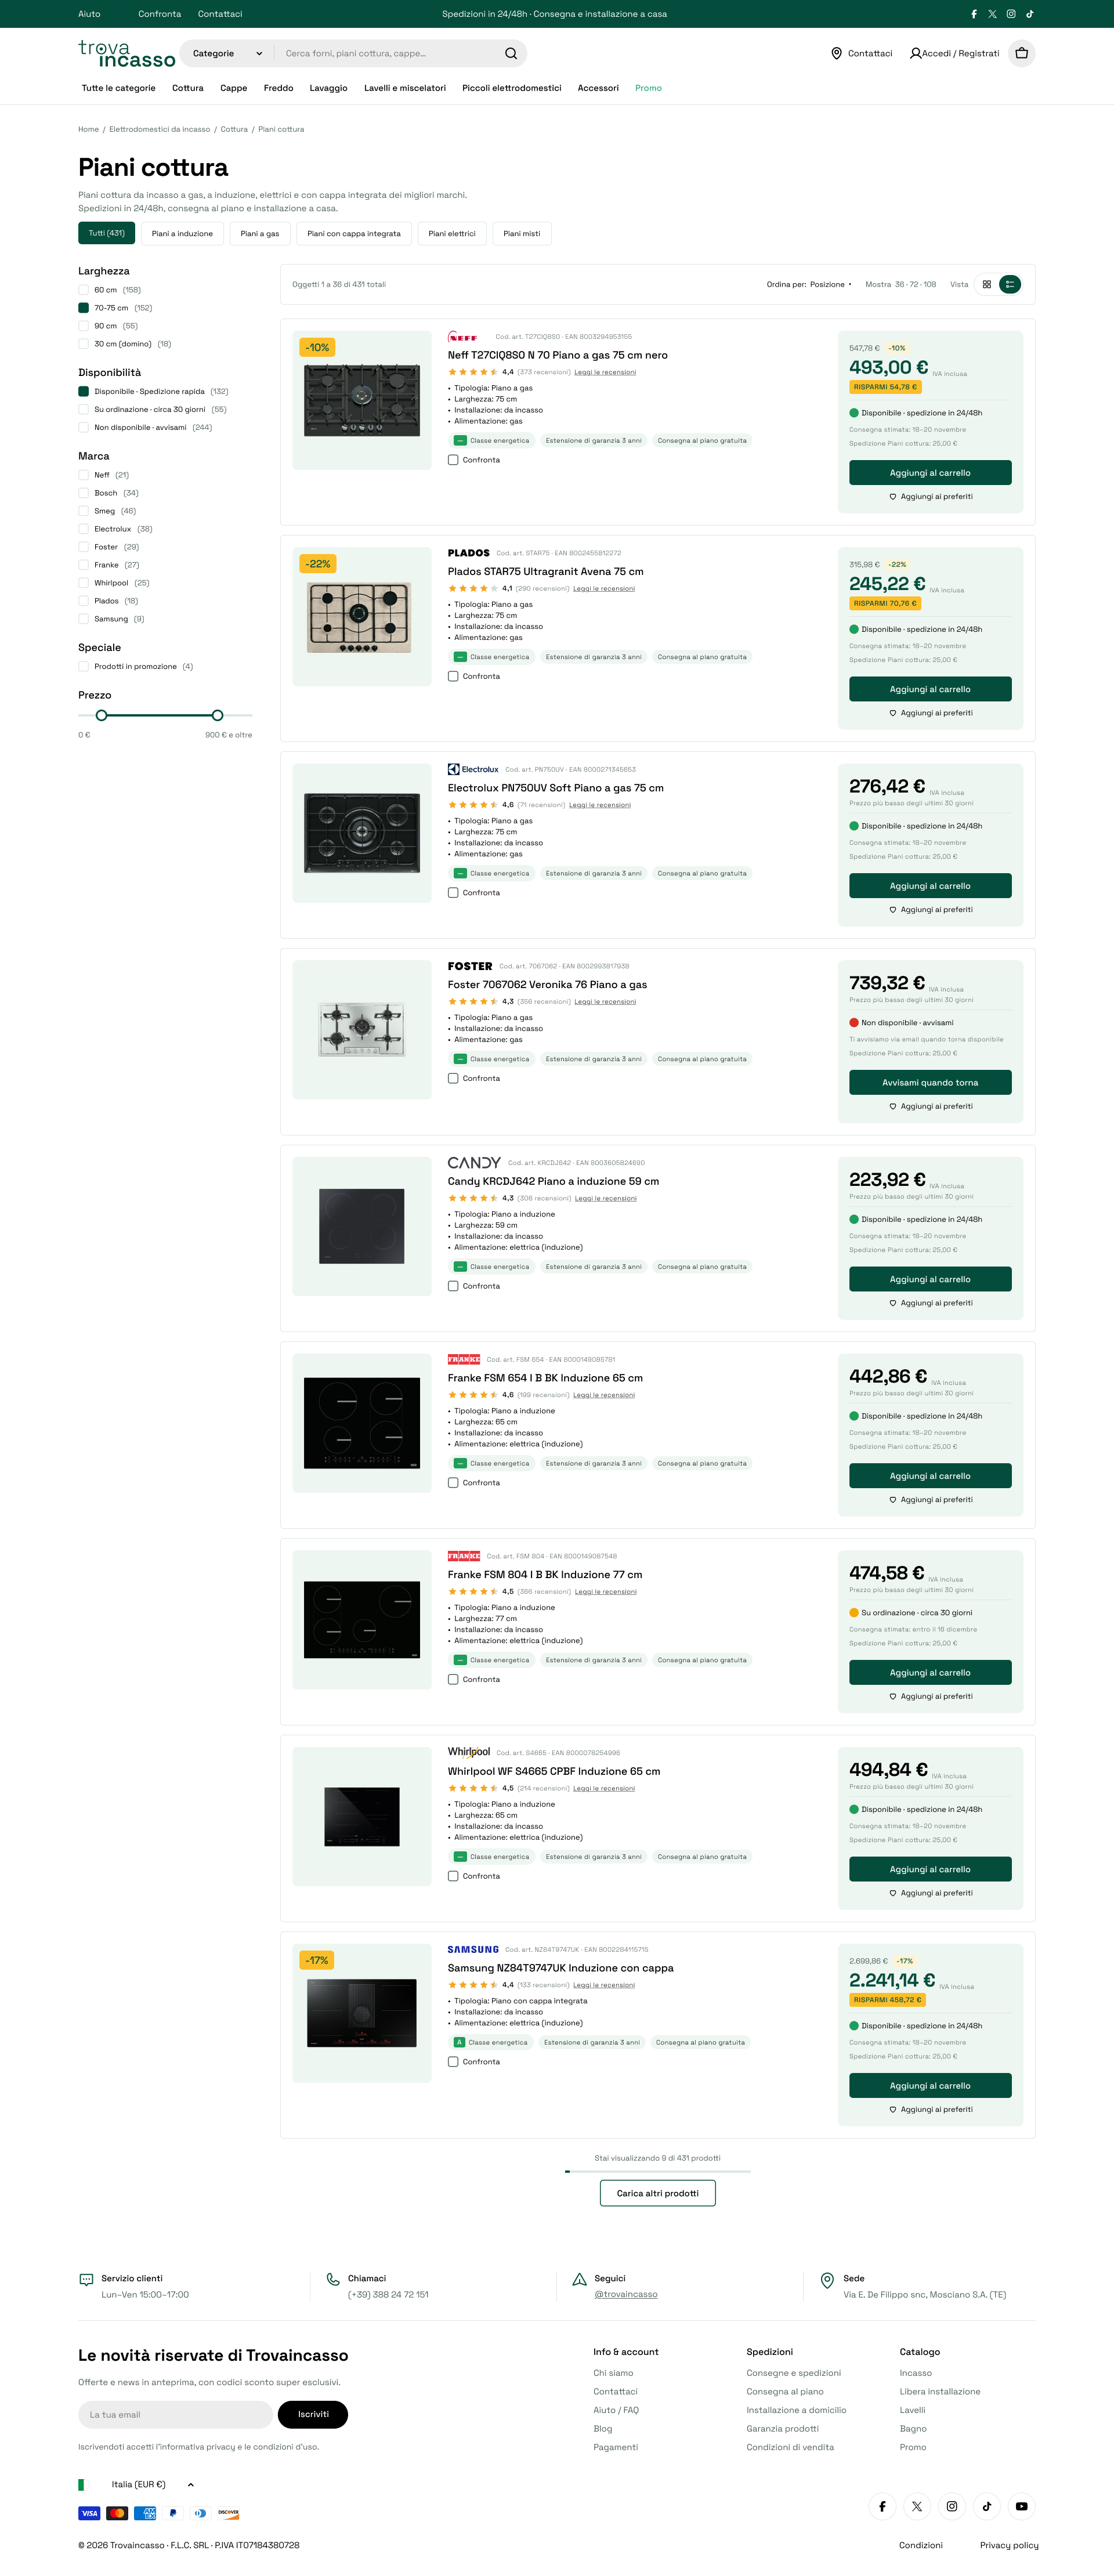 Aiuto Confronta Contattaci Spedizioni in 24/48h · Consegna e installazione a casa
trova incasso Categorie Cerca forni, piani cottura, cappe... Contattaci Accedi / Registrati
Tutte le categorie Cottura Cappe Freddo Lavaggio Lavelli e miscelatori Piccoli elettrodomestici Accessori Promo
Home / Elettrodomestici da incasso / Cottura / Piani cottura
Piani cottura
Piani cottura da incasso a gas, a induzione, elettrici e con cappa integrata dei migliori marchi.
Spedizioni in 24/48h, consegna al piano e installazione a casa.
Tutti (431) Piani a induzione Piani a gas Piani con cappa integrata Piani elettrici Piani misti
Larghezza
60 cm (158)
70-75 cm (152)
90 cm (55)
30 cm (domino) (18)
Disponibilità
Disponibile · Spedizione rapida (132)
Su ordinazione · circa 30 giorni (55)
Non disponibile · avvisami (244)
Marca
Neff (21)
Bosch (34)
Smeg (46)
Electrolux (38)
Foster (29)
Franke (27)
Whirlpool (25)
Plados (18)
Samsung (9)
Speciale
Prodotti in promozione (4)
Prezzo
0 € 900 € e oltre
Oggetti 1 a 36 di 431 totali Ordina per: Posizione Mostra 36 · 72 · 108 Vista
-10%
NEFF Cod. art. T27CIQ8S0 · EAN 8003294953155
Neff T27CIQ8S0 N 70 Piano a gas 75 cm nero
4,4 (373 recensioni) Leggi le recensioni
• Tipologia: Piano a gas
• Larghezza: 75 cm
• Installazione: da incasso
• Alimentazione: gas
— Classe energetica Estensione di garanzia 3 anni Consegna al piano gratuita
Confronta
547,78 € -10%
493,00 € IVA inclusa
RISPARMI 54,78 €
Disponibile · spedizione in 24/48h
Consegna stimata: 18–20 novembre
Spedizione Piani cottura: 25,00 €
Aggiungi al carrello
Aggiungi ai preferiti
-22%
PLADOS Cod. art. STAR75 · EAN 8002455812272
Plados STAR75 Ultragranit Avena 75 cm
4,1 (290 recensioni) Leggi le recensioni
• Tipologia: Piano a gas
• Larghezza: 75 cm
• Installazione: da incasso
• Alimentazione: gas
— Classe energetica Estensione di garanzia 3 anni Consegna al piano gratuita
Confronta
315,98 € -22%
245,22 € IVA inclusa
RISPARMI 70,76 €
Disponibile · spedizione in 24/48h
Consegna stimata: 18–20 novembre
Spedizione Piani cottura: 25,00 €
Aggiungi al carrello
Aggiungi ai preferiti
Electrolux Cod. art. PN750UV · EAN 8000271345653
Electrolux PN750UV Soft Piano a gas 75 cm
4,6 (71 recensioni) Leggi le recensioni
• Tipologia: Piano a gas
• Larghezza: 75 cm
• Installazione: da incasso
• Alimentazione: gas
— Classe energetica Estensione di garanzia 3 anni Consegna al piano gratuita
Confronta
276,42 € IVA inclusa
Prezzo più basso degli ultimi 30 giorni
Disponibile · spedizione in 24/48h
Consegna stimata: 18–20 novembre
Spedizione Piani cottura: 25,00 €
Aggiungi al carrello
Aggiungi ai preferiti
FOSTER Cod. art. 7067062 · EAN 8002993817938
Foster 7067062 Veronika 76 Piano a gas
4,3 (356 recensioni) Leggi le recensioni
• Tipologia: Piano a gas
• Installazione: da incasso
• Alimentazione: gas
— Classe energetica Estensione di garanzia 3 anni Consegna al piano gratuita
Confronta
739,32 € IVA inclusa
Prezzo più basso degli ultimi 30 giorni
Non disponibile · avvisami
Ti avvisiamo via email quando torna disponibile
Spedizione Piani cottura: 25,00 €
Avvisami quando torna
Aggiungi ai preferiti
CANDY Cod. art. KRCDJ642 · EAN 8003605824690
Candy KRCDJ642 Piano a induzione 59 cm
4,3 (308 recensioni) Leggi le recensioni
• Tipologia: Piano a induzione
• Larghezza: 59 cm
• Installazione: da incasso
• Alimentazione: elettrica (induzione)
— Classe energetica Estensione di garanzia 3 anni Consegna al piano gratuita
Confronta
223,92 € IVA inclusa
Prezzo più basso degli ultimi 30 giorni
Disponibile · spedizione in 24/48h
Consegna stimata: 18–20 novembre
Spedizione Piani cottura: 25,00 €
Aggiungi al carrello
Aggiungi ai preferiti
FRANKE Cod. art. FSM 654 · EAN 8000149085781
Franke FSM 654 I B BK Induzione 65 cm
4,6 (199 recensioni) Leggi le recensioni
• Tipologia: Piano a induzione
• Larghezza: 65 cm
• Installazione: da incasso
• Alimentazione: elettrica (induzione)
— Classe energetica Estensione di garanzia 3 anni Consegna al piano gratuita
Confronta
442,86 € IVA inclusa
Prezzo più basso degli ultimi 30 giorni
Disponibile · spedizione in 24/48h
Consegna stimata: 18–20 novembre
Spedizione Piani cottura: 25,00 €
Aggiungi al carrello
Aggiungi ai preferiti
FRANKE Cod. art. FSM 804 · EAN 8000149087548
Franke FSM 804 I B BK Induzione 77 cm
4,5 (366 recensioni) Leggi le recensioni
• Tipologia: Piano a induzione
• Larghezza: 77 cm
• Installazione: da incasso
• Alimentazione: elettrica (induzione)
— Classe energetica Estensione di garanzia 3 anni Consegna al piano gratuita
Confronta
474,58 € IVA inclusa
Prezzo più basso degli ultimi 30 giorni
Su ordinazione · circa 30 giorni
Consegna stimata: entro il 16 dicembre
Spedizione Piani cottura: 25,00 €
Aggiungi al carrello
Aggiungi ai preferiti
Whirlpool Cod. art. S4665 · EAN 8000078254996
Whirlpool WF S4665 CPBF Induzione 65 cm
4,5 (214 recensioni) Leggi le recensioni
• Tipologia: Piano a induzione
• Larghezza: 65 cm
• Installazione: da incasso
• Alimentazione: elettrica (induzione)
— Classe energetica Estensione di garanzia 3 anni Consegna al piano gratuita
Confronta
494,84 € IVA inclusa
Prezzo più basso degli ultimi 30 giorni
Disponibile · spedizione in 24/48h
Consegna stimata: 18–20 novembre
Spedizione Piani cottura: 25,00 €
Aggiungi al carrello
Aggiungi ai preferiti
-17%
SAMSUNG Cod. art. NZ84T9747UK · EAN 8002284115715
Samsung NZ84T9747UK Induzione con cappa
4,4 (133 recensioni) Leggi le recensioni
• Tipologia: Piano con cappa integrata
• Installazione: da incasso
• Alimentazione: elettrica (induzione)
A Classe energetica Estensione di garanzia 3 anni Consegna al piano gratuita
Confronta
2.699,86 € -17%
2.241,14 € IVA inclusa
RISPARMI 458,72 €
Disponibile · spedizione in 24/48h
Consegna stimata: 18–20 novembre
Spedizione Piani cottura: 25,00 €
Aggiungi al carrello
Aggiungi ai preferiti
Stai visualizzando 9 di 431 prodotti
Carica altri prodotti
Servizio clienti
Lun–Ven 15:00–17:00
Chiamaci
(+39) 388 24 72 151
Seguici
@trovaincasso
Sede
Via E. De Filippo snc, Mosciano S.A. (TE)
Le novità riservate di Trovaincasso
Offerte e news in anteprima, con codici sconto super esclusivi.
La tua email Iscriviti
Iscrivendoti accetti l'informativa privacy e le condizioni d'uso.
Info & account
Chi siamo
Contattaci
Aiuto / FAQ
Blog
Pagamenti
Spedizioni
Consegne e spedizioni
Consegna al piano
Installazione a domicilio
Garanzia prodotti
Condizioni di vendita
Catalogo
Incasso
Libera installazione
Lavelli
Bagno
Promo
Italia (EUR €)
VISA AMEX DISCOVER
© 2026 Trovaincasso · F.L.C. SRL · P.IVA IT07184380728 Condizioni Privacy policy